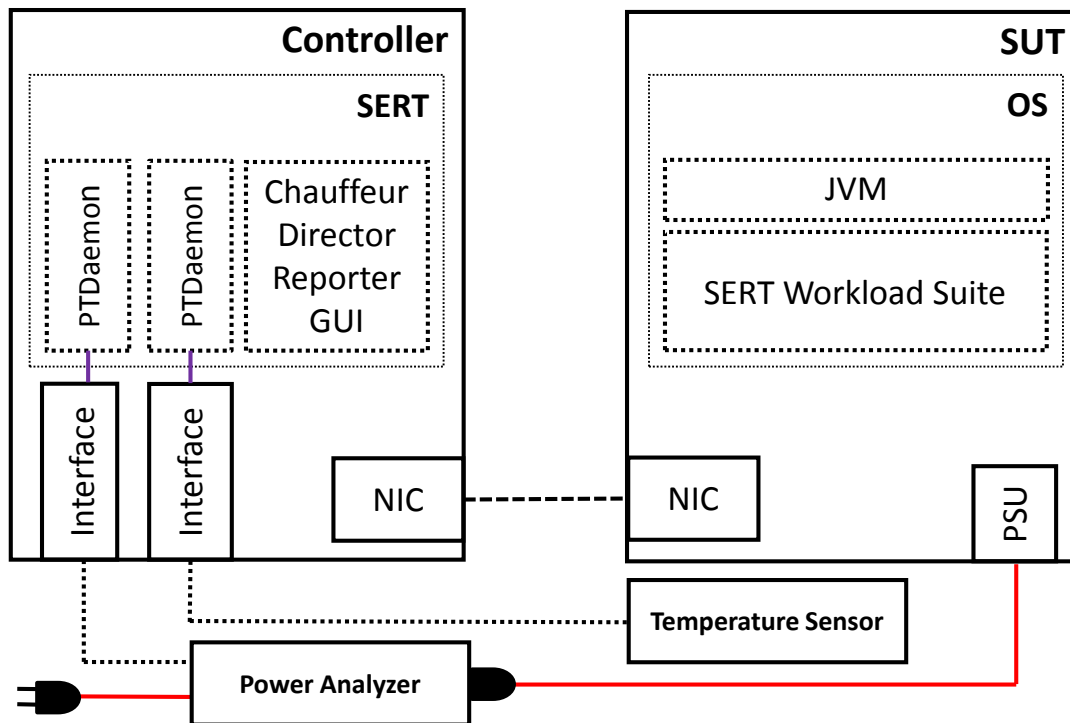 Controller
SERT
PTDaemon
PTDaemon
Chauffeur
Director
Reporter
GUI
Interface
Interface
NIC
SUT
OS
JVM
SERT Workload Suite
NIC
PSU
Temperature Sensor
Power Analyzer